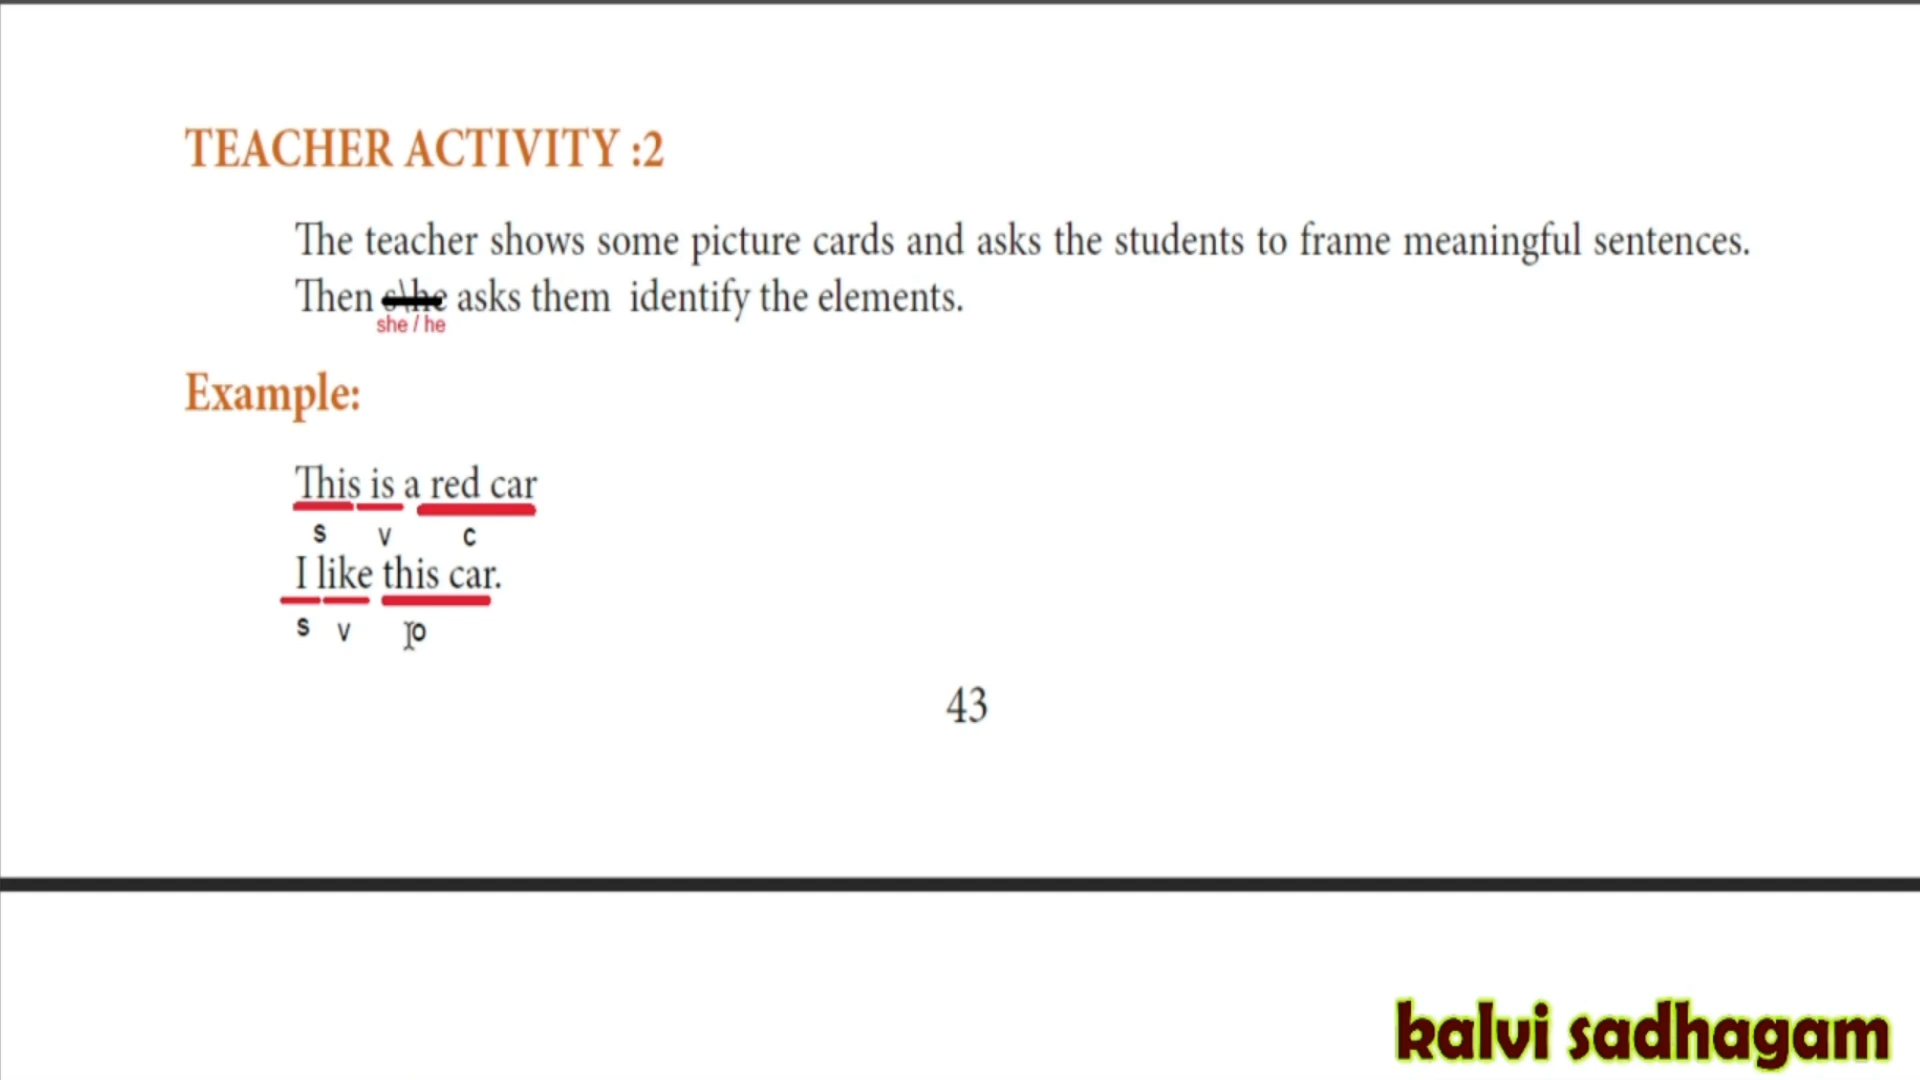 TEACHER ACTIVITY :2
The teacher shows some picture cards and asks the students to frame meaningful sentences.
Then s\he asks them identify the elements.
she / he
Example:
This is a red car
s v c
I like this car.
s v o
43
kalvi sadhagam